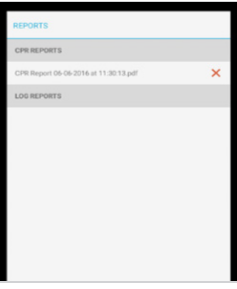 REPORTS
CPR REPORTS
CPR Report 06-06-2016 at 11:30:13.pdf
LOG REPORTS